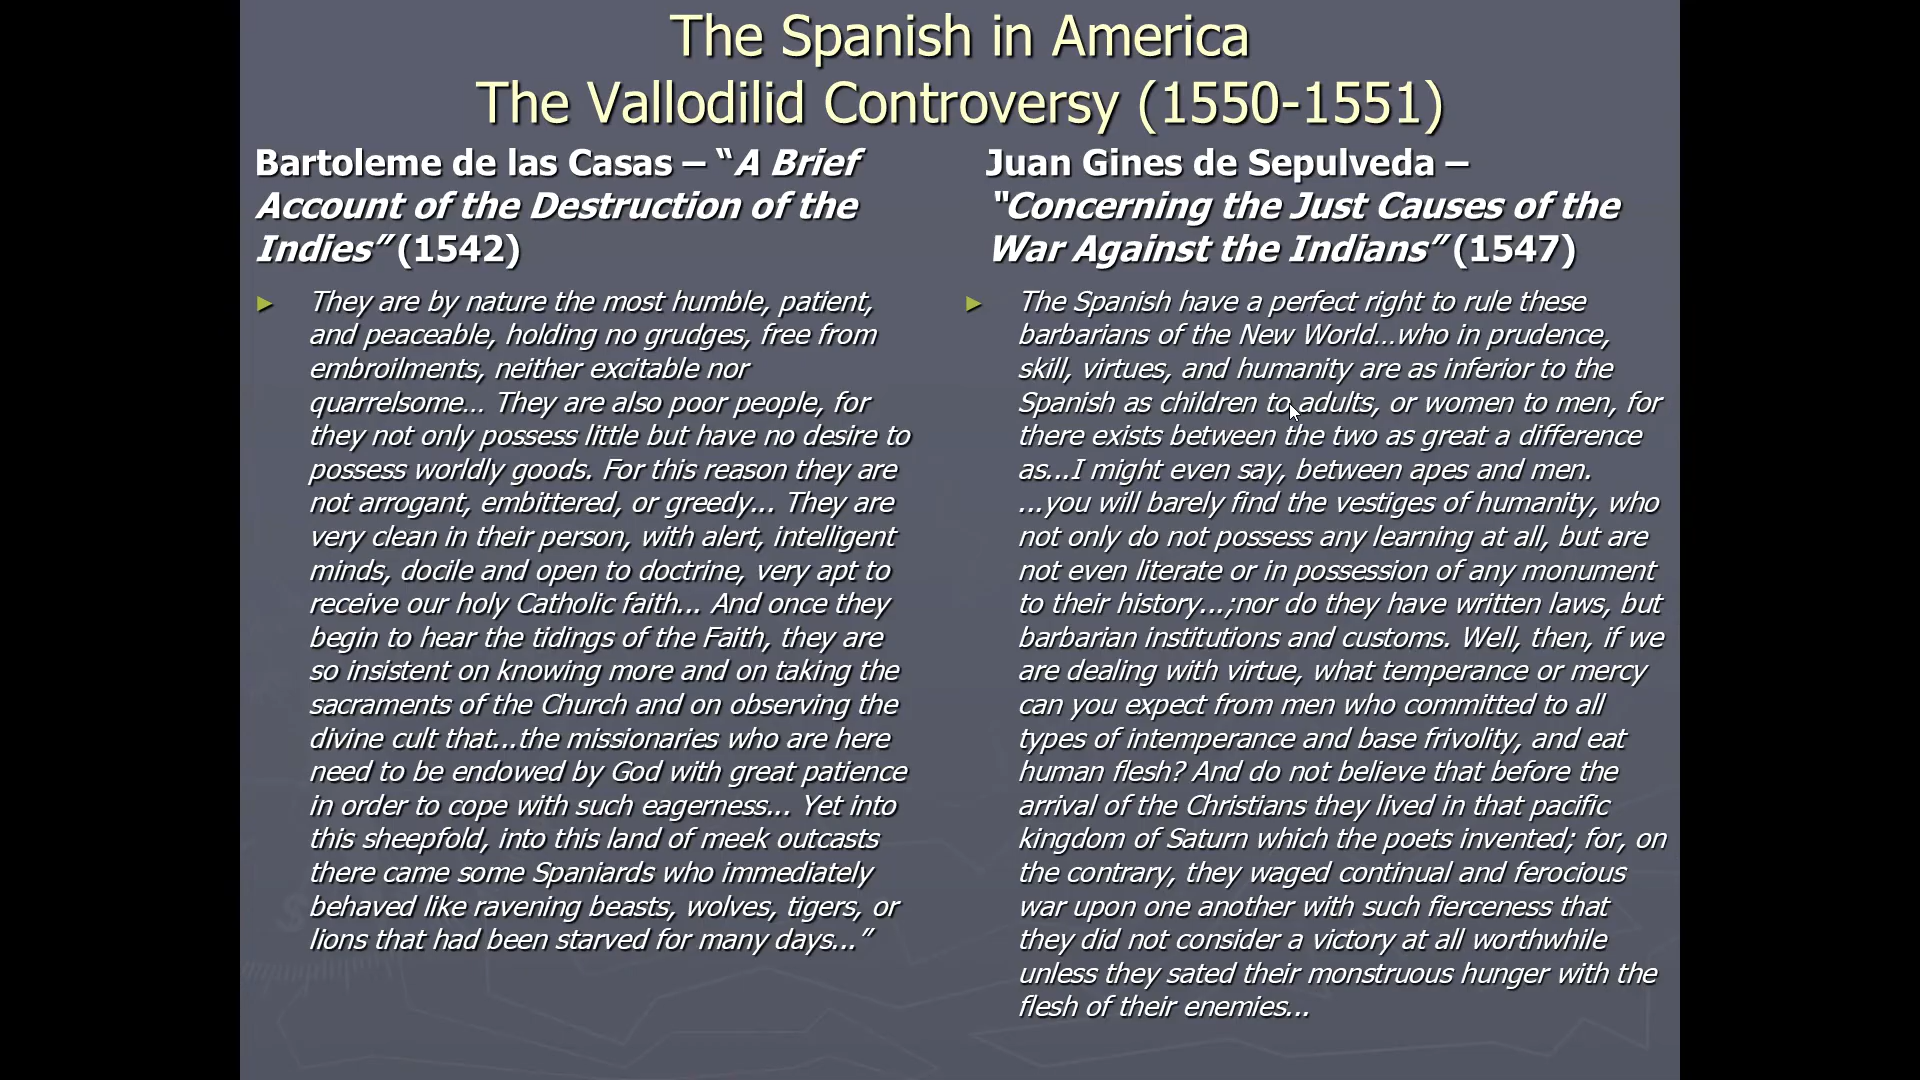 The Spanish in America
The Vallodilid Controversy (1550-1551)
Bartoleme de las Casas – “A Brief
Account of the Destruction of the
Indies” (1542)
► They are by nature the most humble, patient,
and peaceable, holding no grudges, free from
embroilments, neither excitable nor
quarrelsome… They are also poor people, for
they not only possess little but have no desire to
possess worldly goods. For this reason they are
not arrogant, embittered, or greedy... They are
very clean in their person, with alert, intelligent
minds, docile and open to doctrine, very apt to
receive our holy Catholic faith... And once they
begin to hear the tidings of the Faith, they are
so insistent on knowing more and on taking the
sacraments of the Church and on observing the
divine cult that...the missionaries who are here
need to be endowed by God with great patience
in order to cope with such eagerness... Yet into
this sheepfold, into this land of meek outcasts
there came some Spaniards who immediately
behaved like ravening beasts, wolves, tigers, or
lions that had been starved for many days...”
Juan Gines de Sepulveda –
“Concerning the Just Causes of the
War Against the Indians” (1547)
► The Spanish have a perfect right to rule these
barbarians of the New World…who in prudence,
skill, virtues, and humanity are as inferior to the
Spanish as children to adults, or women to men, for
there exists between the two as great a difference
as...I might even say, between apes and men.
...you will barely find the vestiges of humanity, who
not only do not possess any learning at all, but are
not even literate or in possession of any monument
to their history...;nor do they have written laws, but
barbarian institutions and customs. Well, then, if we
are dealing with virtue, what temperance or mercy
can you expect from men who committed to all
types of intemperance and base frivolity, and eat
human flesh? And do not believe that before the
arrival of the Christians they lived in that pacific
kingdom of Saturn which the poets invented; for, on
the contrary, they waged continual and ferocious
war upon one another with such fierceness that
they did not consider a victory at all worthwhile
unless they sated their monstruous hunger with the
flesh of their enemies...